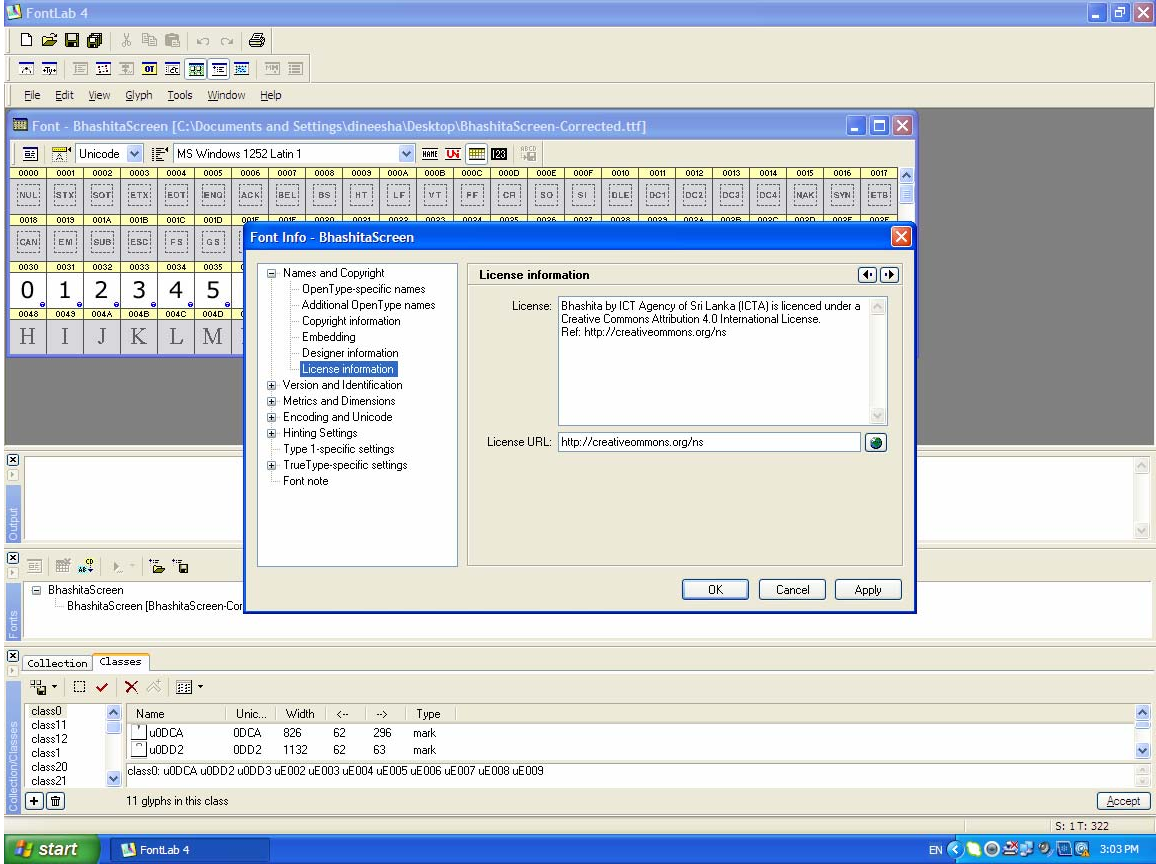 FontLab 4
File Edit View Glyph Tools Window Help
Font - BhashitaScreen [C:\Documents and Settings\dineesha\Desktop\BhashitaScreen-Corrected.ttf]
Unicode MS Windows 1252 Latin 1 NAME UNI 123
0000 0001 0002 0003 0004 0005 0006 0007 0008 0009 000A 000B 000C 000D 000E 000F 0010 0011 0012 0013 0014 0015 0016 0017
NUL STX SOT ETX EOT ENQ ACK BEL BS HT LF VT FF CR SO SI DLE DC1 DC2 DC3 DC4 NAK SYN ETB
0018 0019 001A 001B 001C 001D
CAN EM SUB ESC FS GS
0030 0031 0032 0033 0034 0035
0 1 2 3 4 5
0048 0049 004A 004B 004C 004D
H I J K L M
Font Info - BhashitaScreen
Names and Copyright
OpenType-specific names
Additional OpenType names
Copyright information
Embedding
Designer information
License information
Version and Identification
Metrics and Dimensions
Encoding and Unicode
Hinting Settings
Type 1-specific settings
TrueType-specific settings
Font note
License information
License: Bhashita by ICT Agency of Sri Lanka (ICTA) is licenced under a
Creative Commons Attribution 4.0 International License.
Ref: http://creativeommons.org/ns
License URL: http://creativeommons.org/ns
OK Cancel Apply
Output
Fonts
BhashitaScreen
BhashitaScreen [BhashitaScreen-Cor
Collection/Classes
Collection Classes
class0
class11
class12
class1
class20
class21
Name Unic... Width <-- --> Type
u0DCA 0DCA 826 62 296 mark
u0DD2 0DD2 1132 62 63 mark
class0: u0DCA u0DD2 u0DD3 uE002 uE003 uE004 uE005 uE006 uE007 uE008 uE009
11 glyphs in this class
Accept
S: 1 T: 322
start FontLab 4 EN 3:03 PM